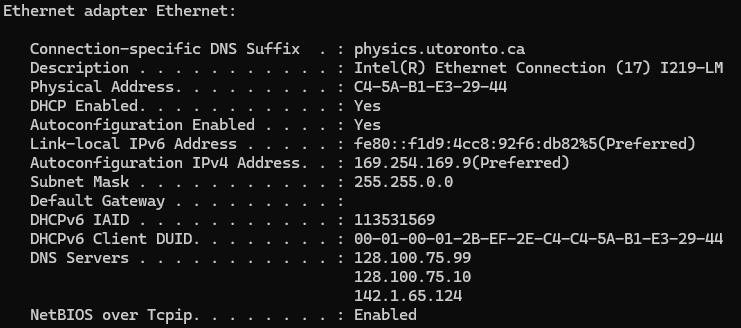 Ethernet adapter Ethernet:
Connection-specific DNS Suffix  . : physics.utoronto.ca
Description . . . . . . . . . . . : Intel(R) Ethernet Connection (17) I219-LM
Physical Address. . . . . . . . . : C4-5A-B1-E3-29-44
DHCP Enabled. . . . . . . . . . . : Yes
Autoconfiguration Enabled . . . . : Yes
Link-local IPv6 Address . . . . . : fe80::f1d9:4cc8:92f6:db82%5(Preferred)
Autoconfiguration IPv4 Address. . : 169.254.169.9(Preferred)
Subnet Mask . . . . . . . . . . . : 255.255.0.0
Default Gateway . . . . . . . . . :
DHCPv6 IAID . . . . . . . . . . . : 113531569
DHCPv6 Client DUID. . . . . . . . : 00-01-00-01-2B-EF-2E-C4-C4-5A-B1-E3-29-44
DNS Servers . . . . . . . . . . . : 128.100.75.99
128.100.75.10
142.1.65.124
NetBIOS over Tcpip. . . . . . . . : Enabled